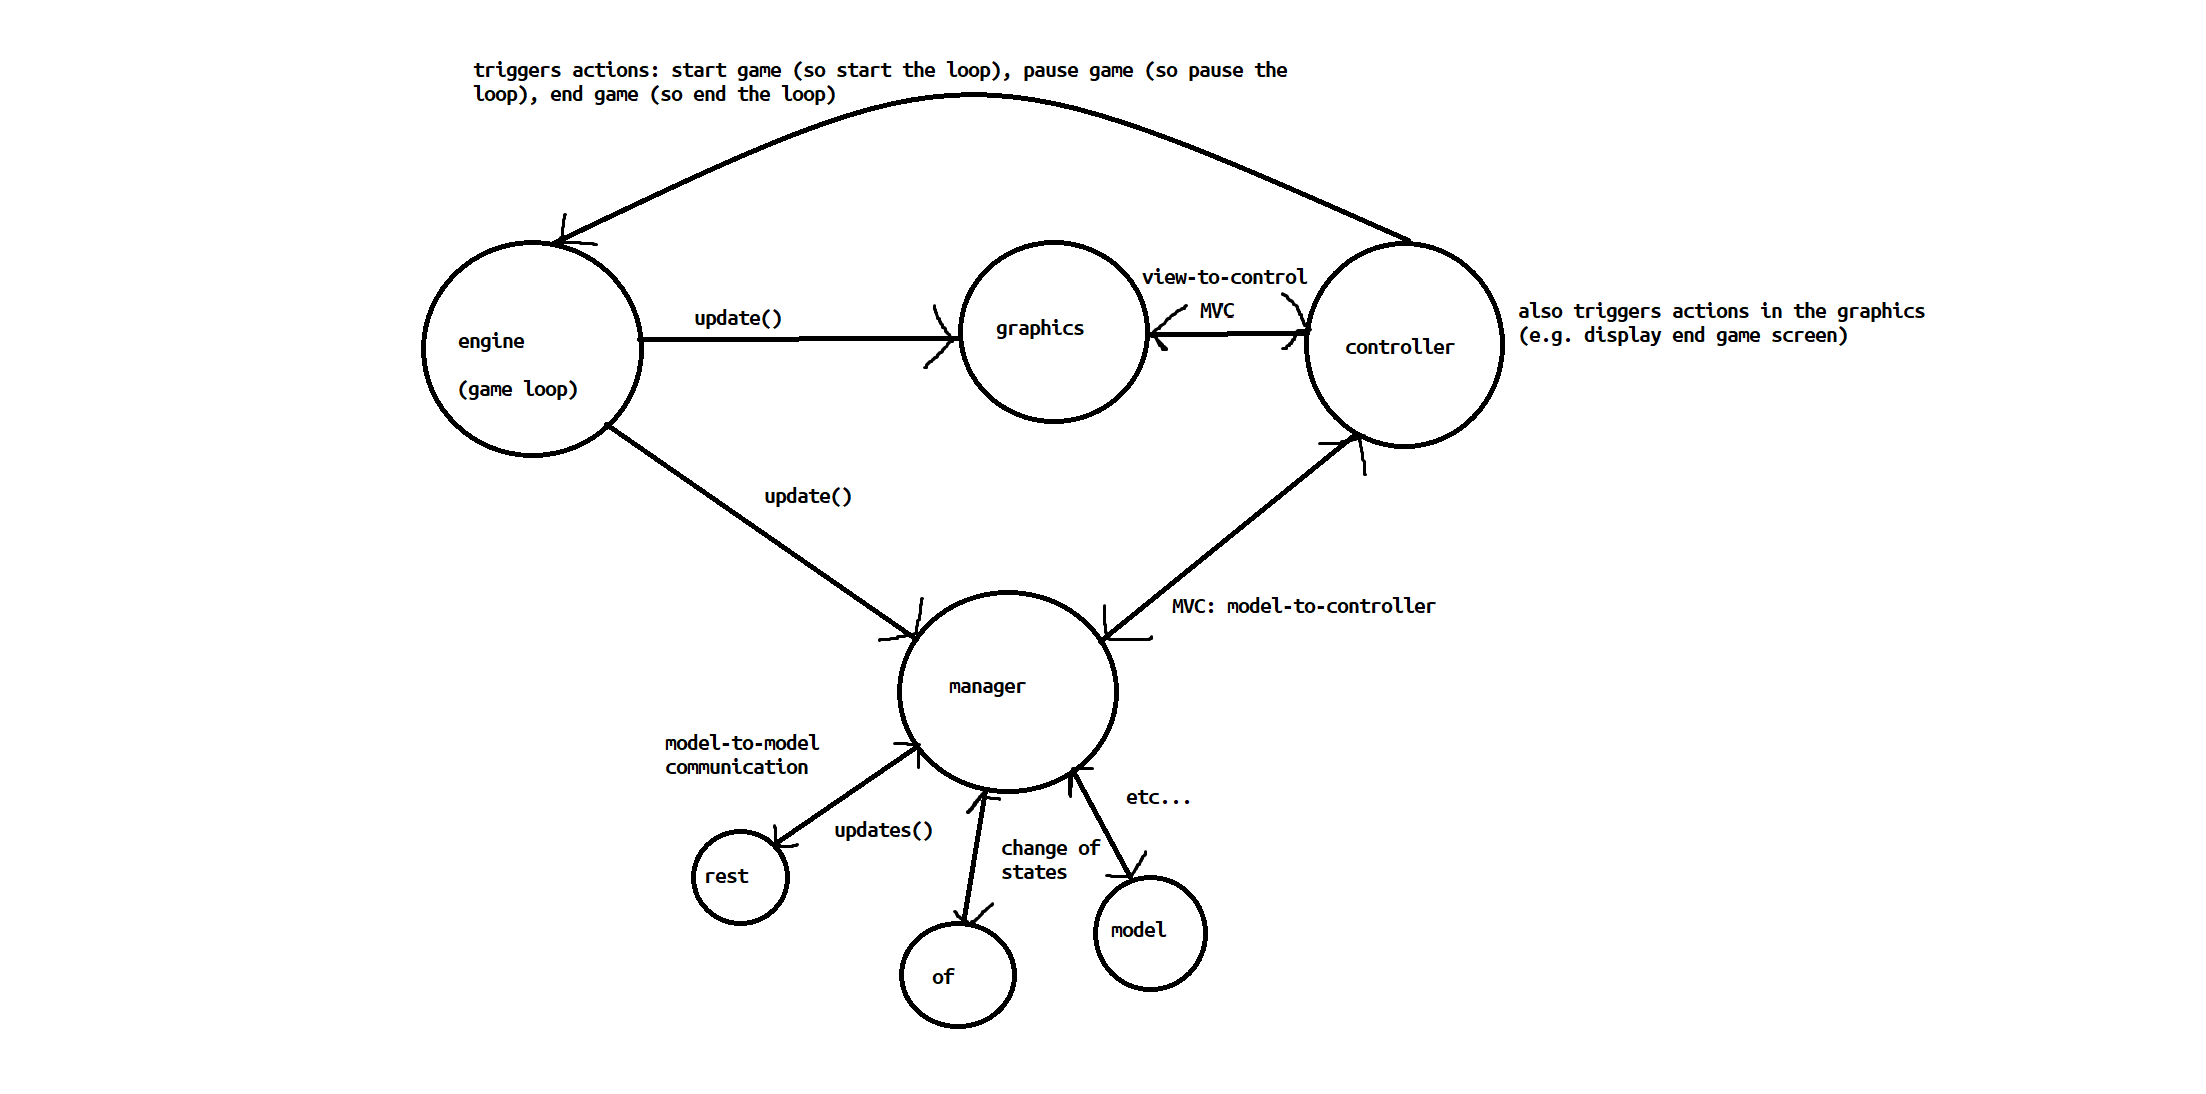 triggers actions: start game (so start the loop), pause game (so pause the
loop), end game (so end the loop)
view-to-control
MVC
update()
graphics
also triggers actions in the graphics
(e.g. display end game screen)
engine
(game loop)
controller
update()
MVC: model-to-controller
manager
model-to-model
communication
etc...
updates()
change of
states
rest
of
model